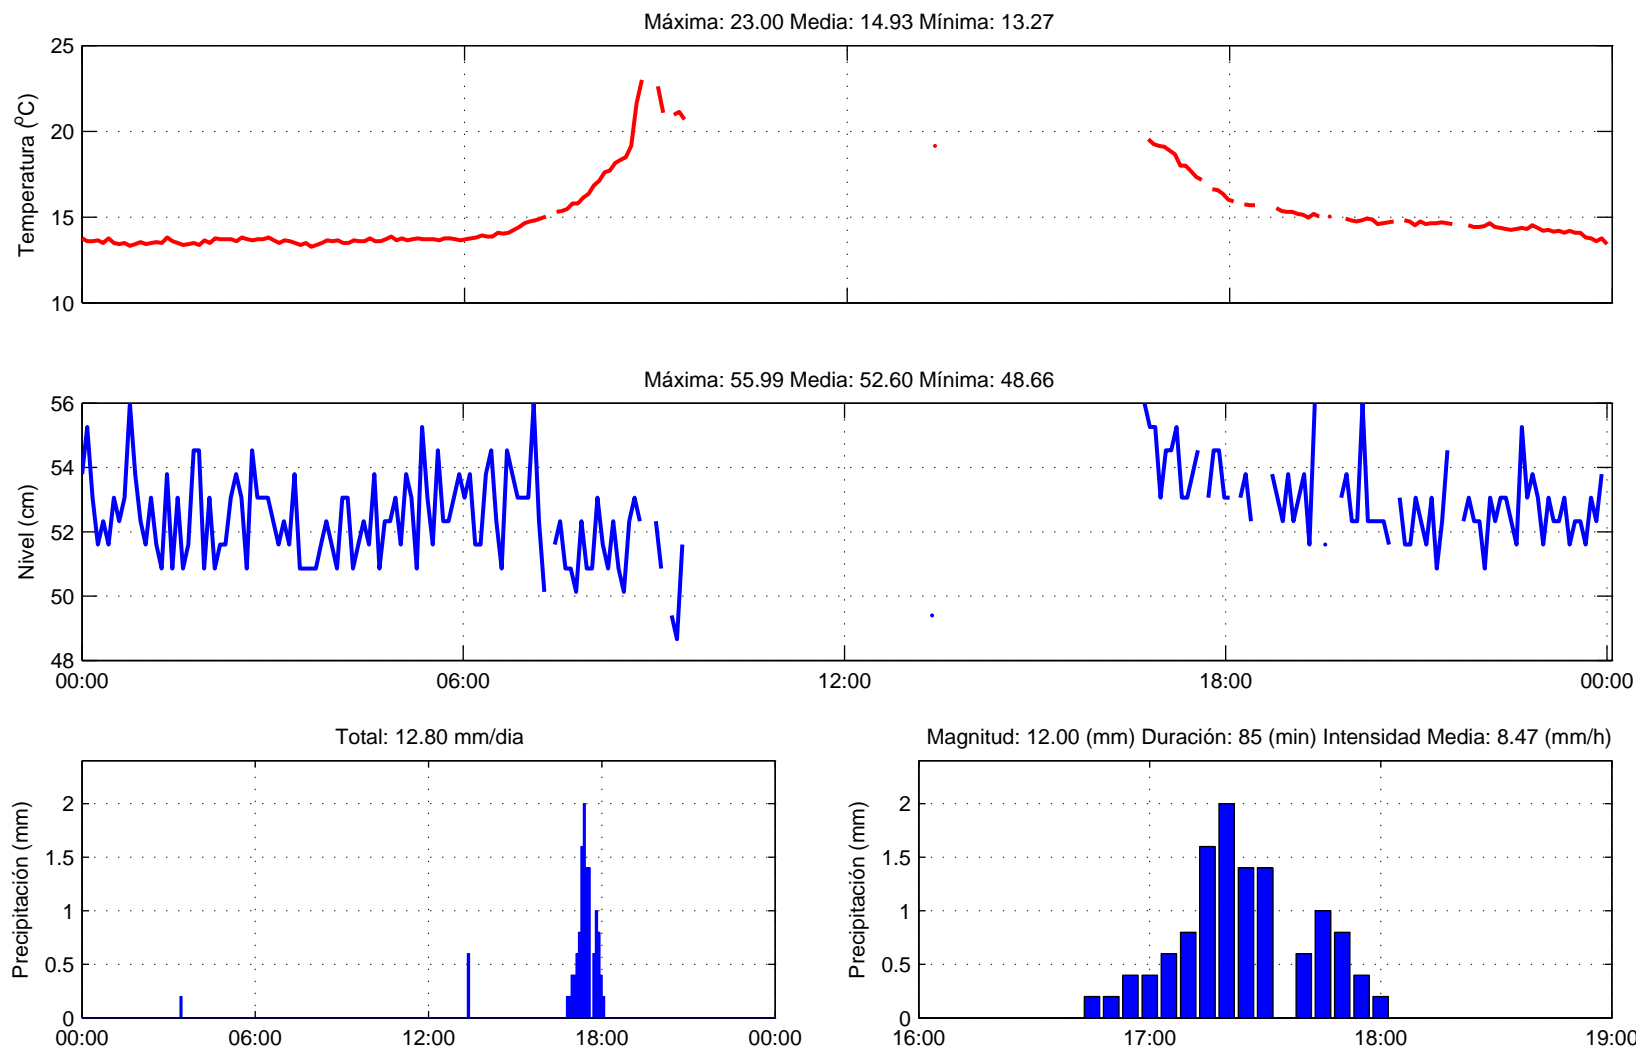 Máxima: 23.00 Media: 14.93 Mínima: 13.27
25
20
15
10
Temperatura (ºC)
Máxima: 55.99 Media: 52.60 Mínima: 48.66
56
54
52
50
48
Nivel (cm)
00:00 06:00 12:00 18:00 00:00
Total: 12.80 mm/dia
2
1.5
1
0.5
0
Precipitación (mm)
00:00 06:00 12:00 18:00 00:00
Magnitud: 12.00 (mm) Duración: 85 (min) Intensidad Media: 8.47 (mm/h)
2
1.5
1
0.5
0
Precipitación (mm)
16:00 17:00 18:00 19:00